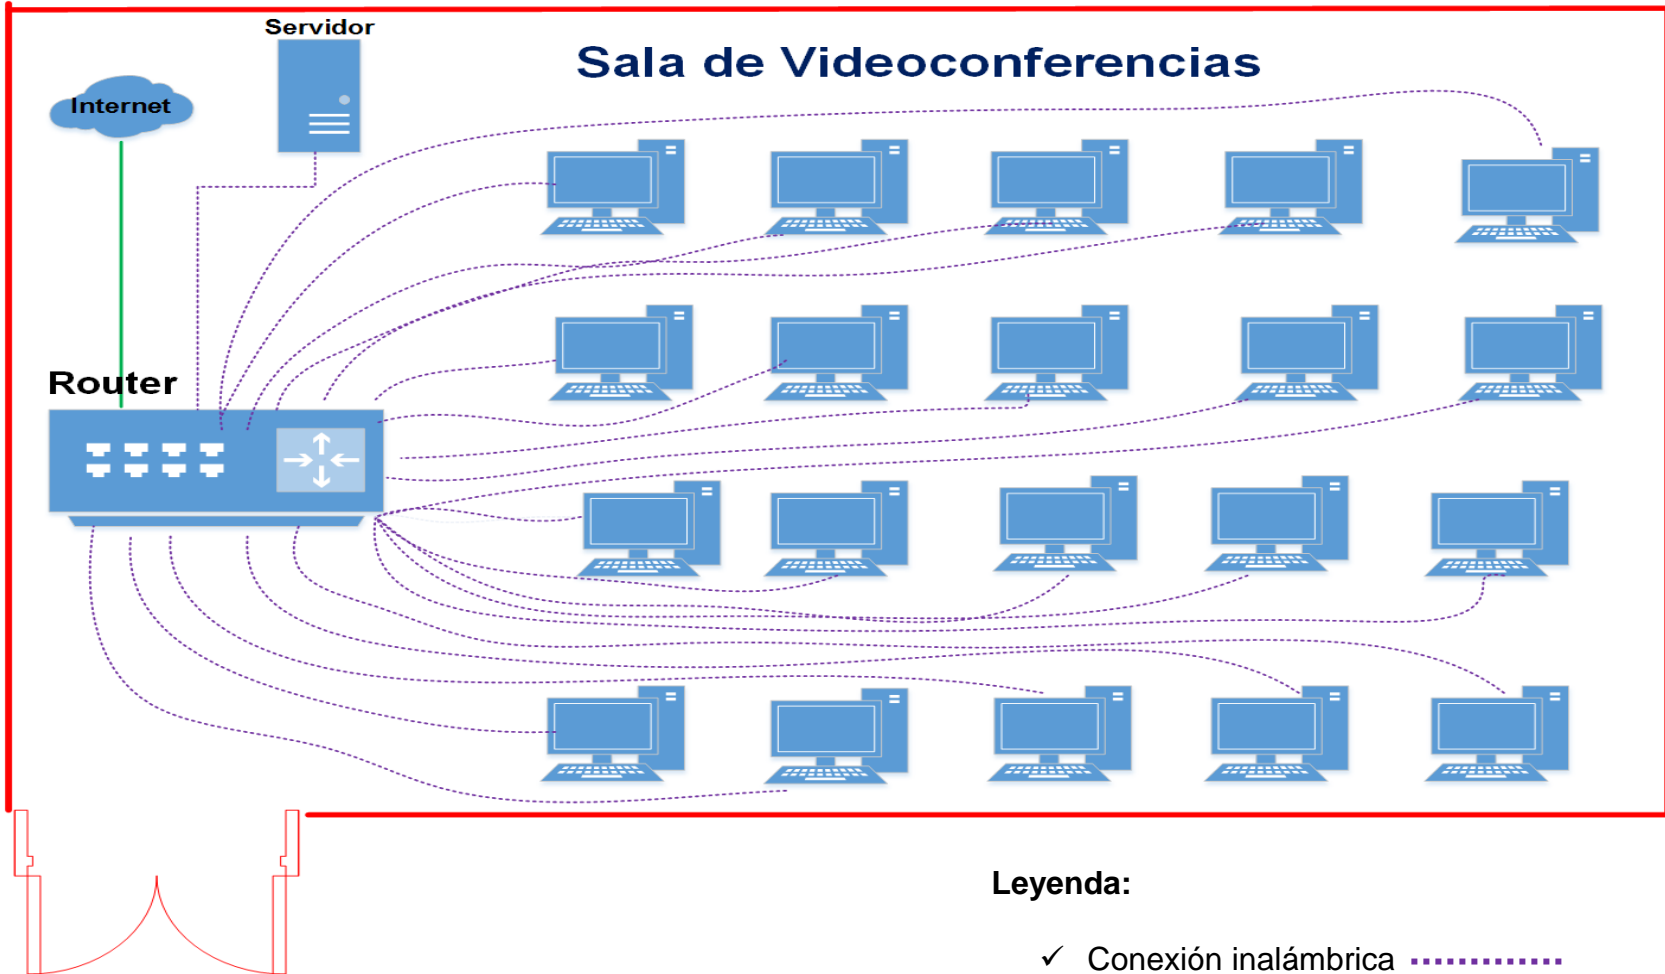 Servidor
Sala de Videoconferencias
Internet
Router
Leyenda:
✓ Conexión inalámbrica